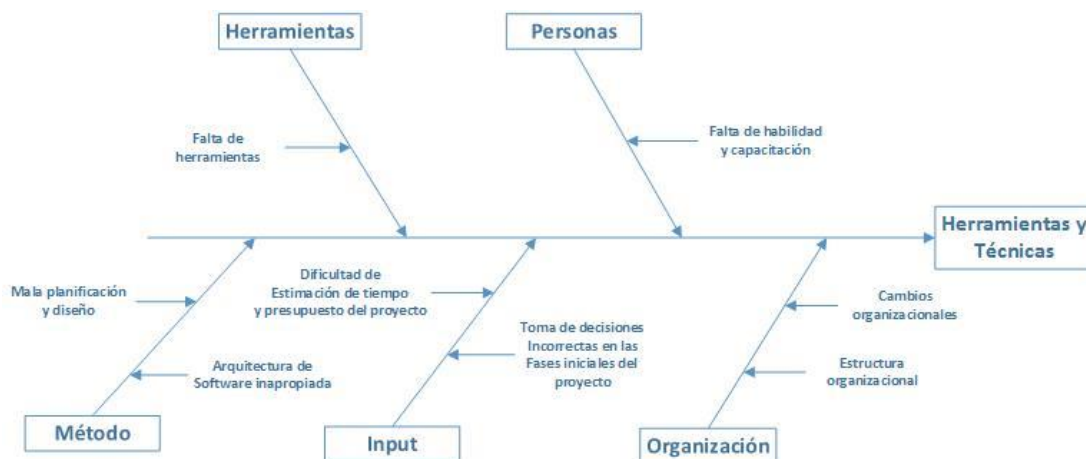 Herramientas
Personas
Falta de
herramientas
Falta de habilidad
y capacitación
Herramientas y
Técnicas
Mala planificación
y diseño
Dificultad de
Estimación de tiempo
y presupuesto del proyecto
Cambios
organizacionales
Arquitectura de
Software inapropiada
Toma de decisiones
Incorrectas en las
Fases iniciales del
proyecto
Estructura
organizacional
Método
Input
Organización